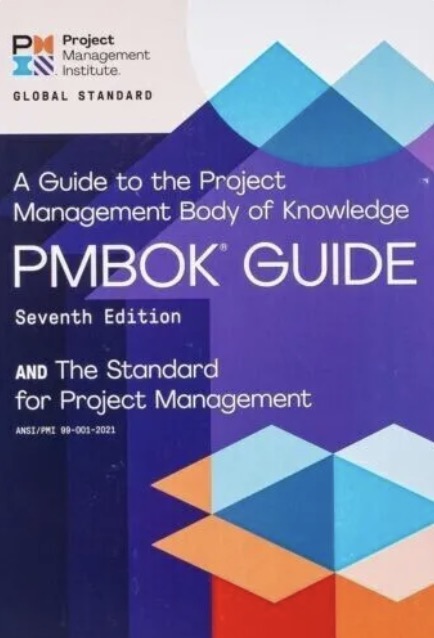 PM
Project
Management
Institute.
GLOBAL STANDARD
A Guide to the Project
Management Body of Knowledge
PMBOK® GUIDE
Seventh Edition
AND The Standard
for Project Management
ANSI/PMI 99-001-2021